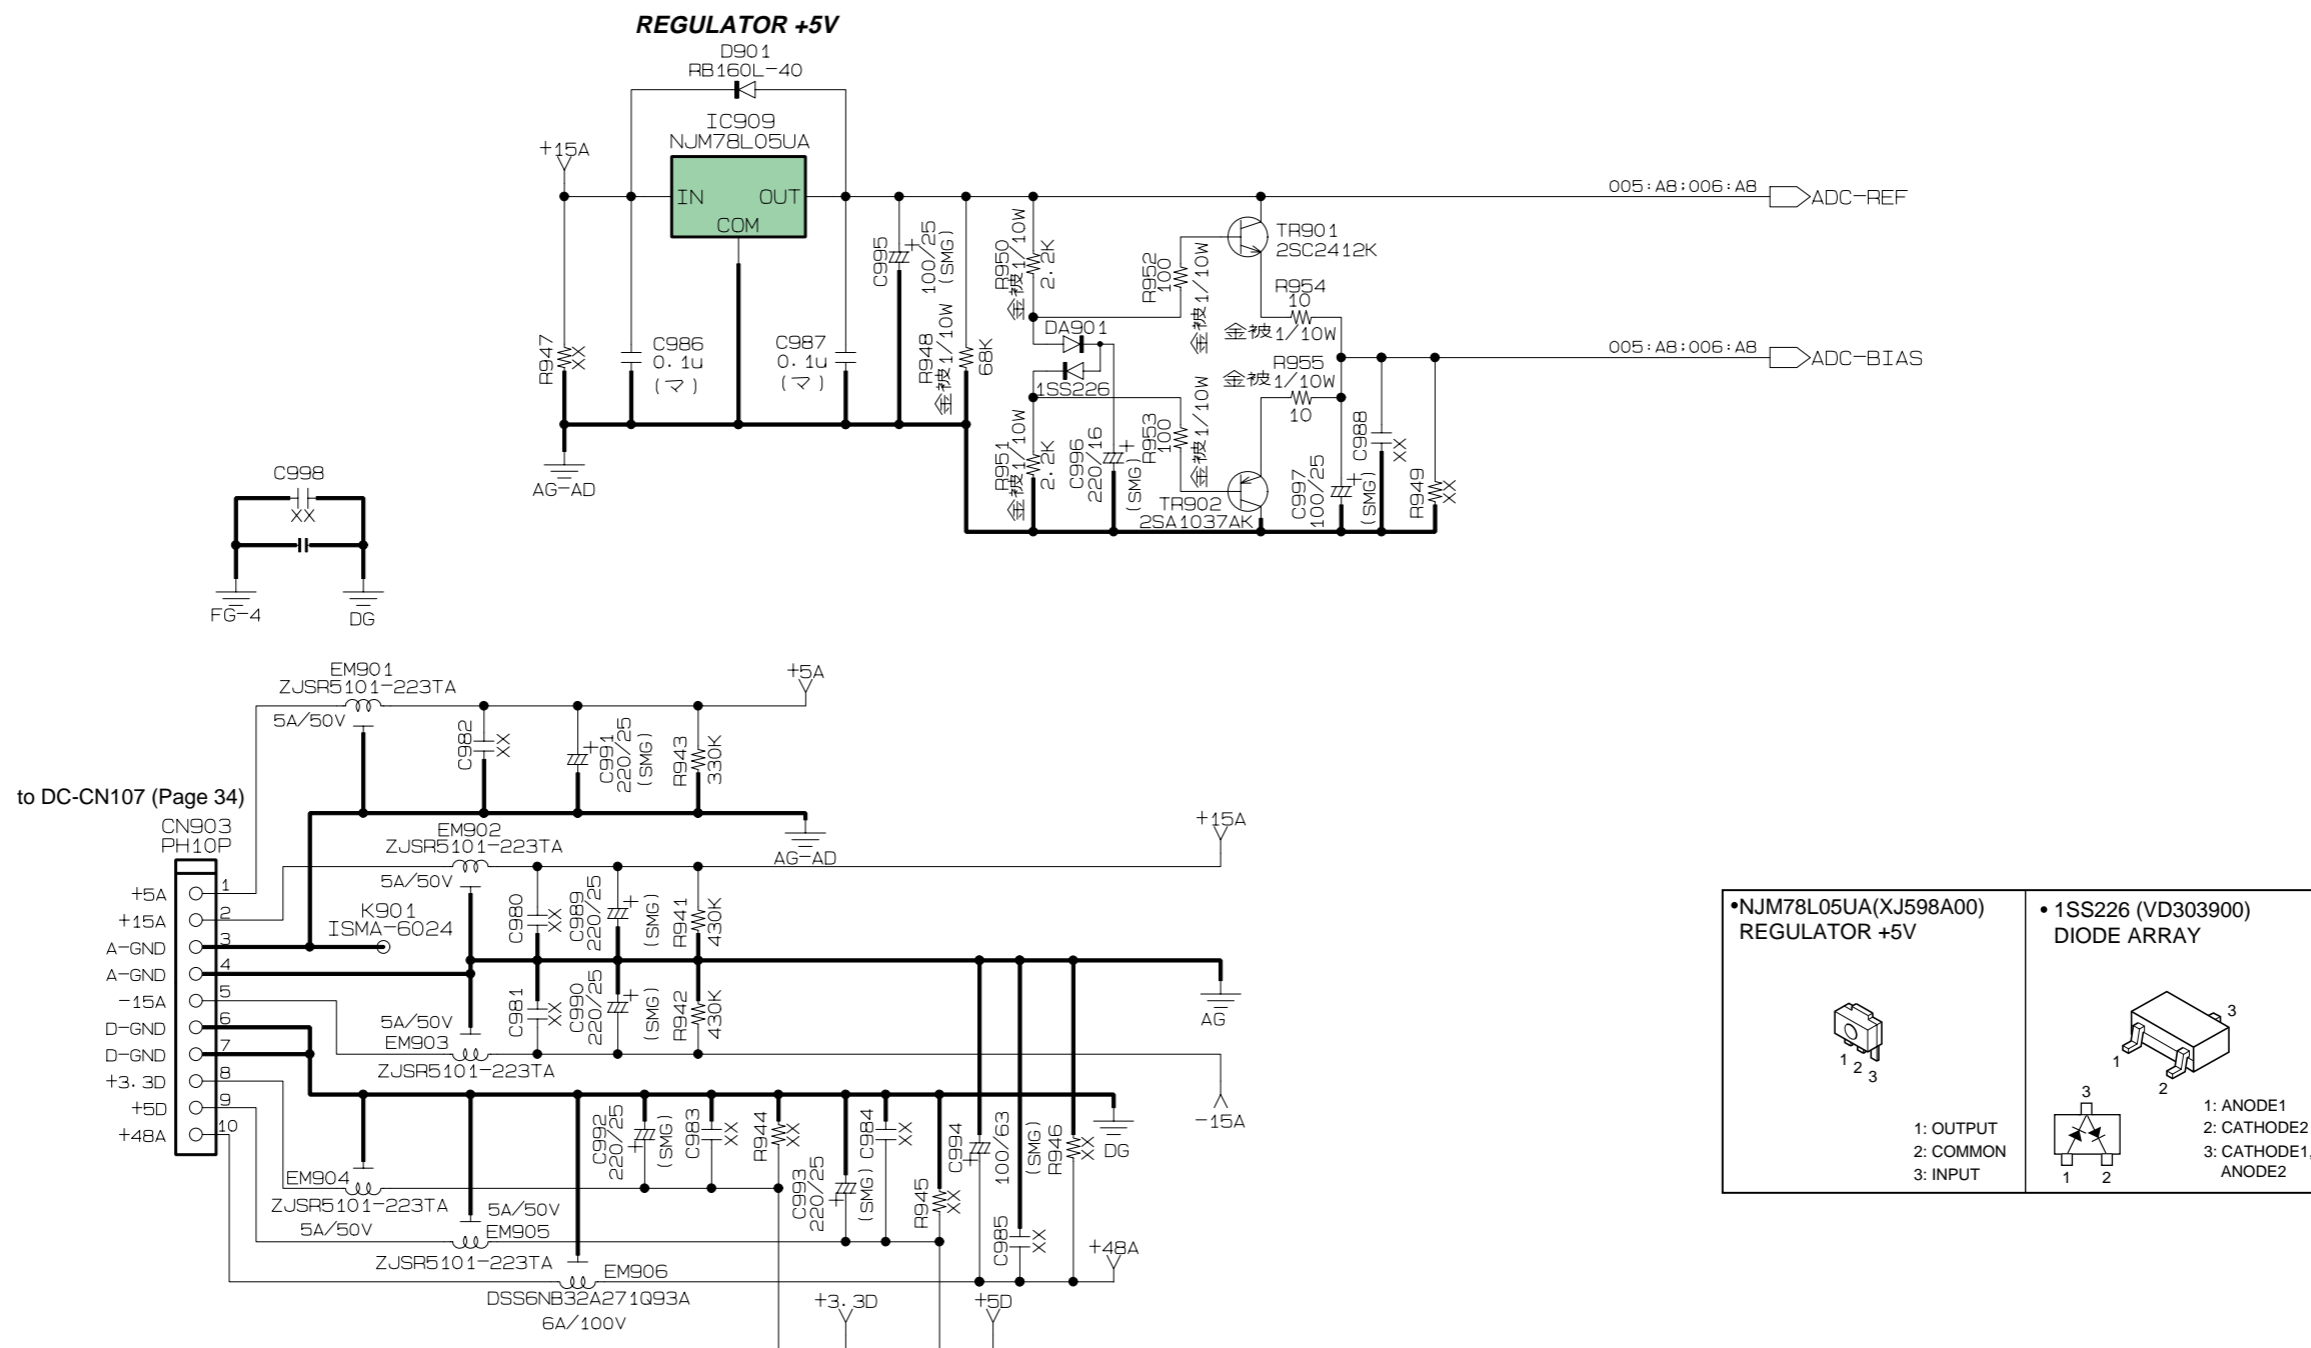 REGULATOR +5V
D901
RB160L-40
IC909
NJM78L05UA
+15A
IN
OUT
COM
R947
XX
C986
0.1u
(マ)
C987
0.1u
(マ)
C995
100/25
(SMG)
R948
金被1/10W
68K
R950
金被1/10W
2.2K
DA901
1SS226
R951
金被1/10W
2.2K
C996
220/16
(SMG)
R952
100
金被1/10W
R953
100
金被1/10W
TR901
2SC2412K
R954
10
金被1/10W
R955
金被1/10W
10
TR902
2SA1037AK
C997
100/25
(SMG)
C988
XX
R949
XX
005:A8;006:A8
ADC-REF
005:A8;006:A8
ADC-BIAS
AG-AD
C998
XX
FG-4
DG
EM901
ZJSR5101-223TA
5A/50V
C982
XX
C991
220/25
(SMG)
R943
330K
+5A
AG-AD
to DC-CN107 (Page 34)
CN903
PH10P
+5A 1
+15A 2
A-GND 3
A-GND 4
-15A 5
D-GND 6
D-GND 7
+3.3D 8
+5D 9
+48A 10
K901
ISMA-6024
EM902
ZJSR5101-223TA
5A/50V
C980
XX
C989
220/25
(SMG)
R941
430K
+15A
C981
XX
C990
220/25
(SMG)
R942
430K
AG
5A/50V
EM903
ZJSR5101-223TA
-15A
C992
220/25
(SMG)
C983
XX
R944
XX
C993
220/25
(SMG)
C984
XX
R945
XX
C994
100/63
(SMG)
C985
XX
R946
XX
DG
EM904
ZJSR5101-223TA
5A/50V
5A/50V
EM905
ZJSR5101-223TA
EM906
DSS6NB32A271Q93A
6A/100V
+48A
+3.3D
+5D
•NJM78L05UA(XJ598A00)
REGULATOR +5V
1
2
3
1: OUTPUT
2: COMMON
3: INPUT
• 1SS226 (VD303900)
DIODE ARRAY
3
1
2
3
1
2
1: ANODE1
2: CATHODE2
3: CATHODE1,
ANODE2